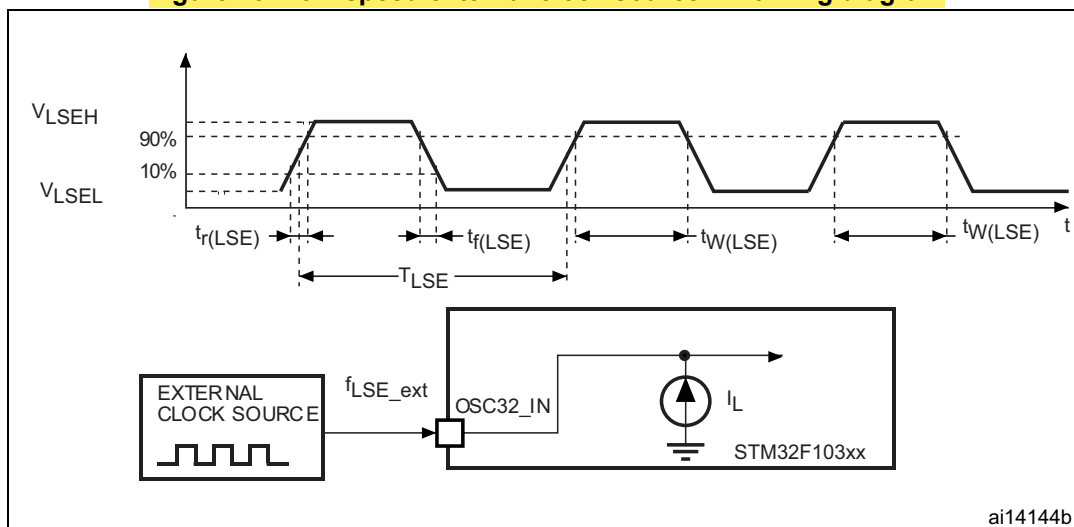 V_LSEH
90%
10%
V_LSEL
t_r(LSE)
t_f(LSE)
t_W(LSE)
t_W(LSE)
t
T_LSE
EXTERNAL
CLOCK SOURCE
f_LSE_ext
OSC32_IN
I_L
STM32F103xx
ai14144b